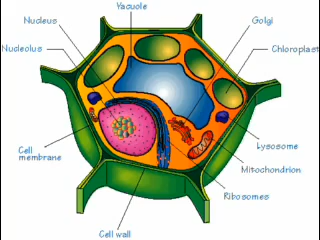 Vacuole
Nucleus
Golgi
Nucleolus
Chloroplast
Lysosome
Cell
membrane
Mitochondrion
Ribosomes
Cell wall